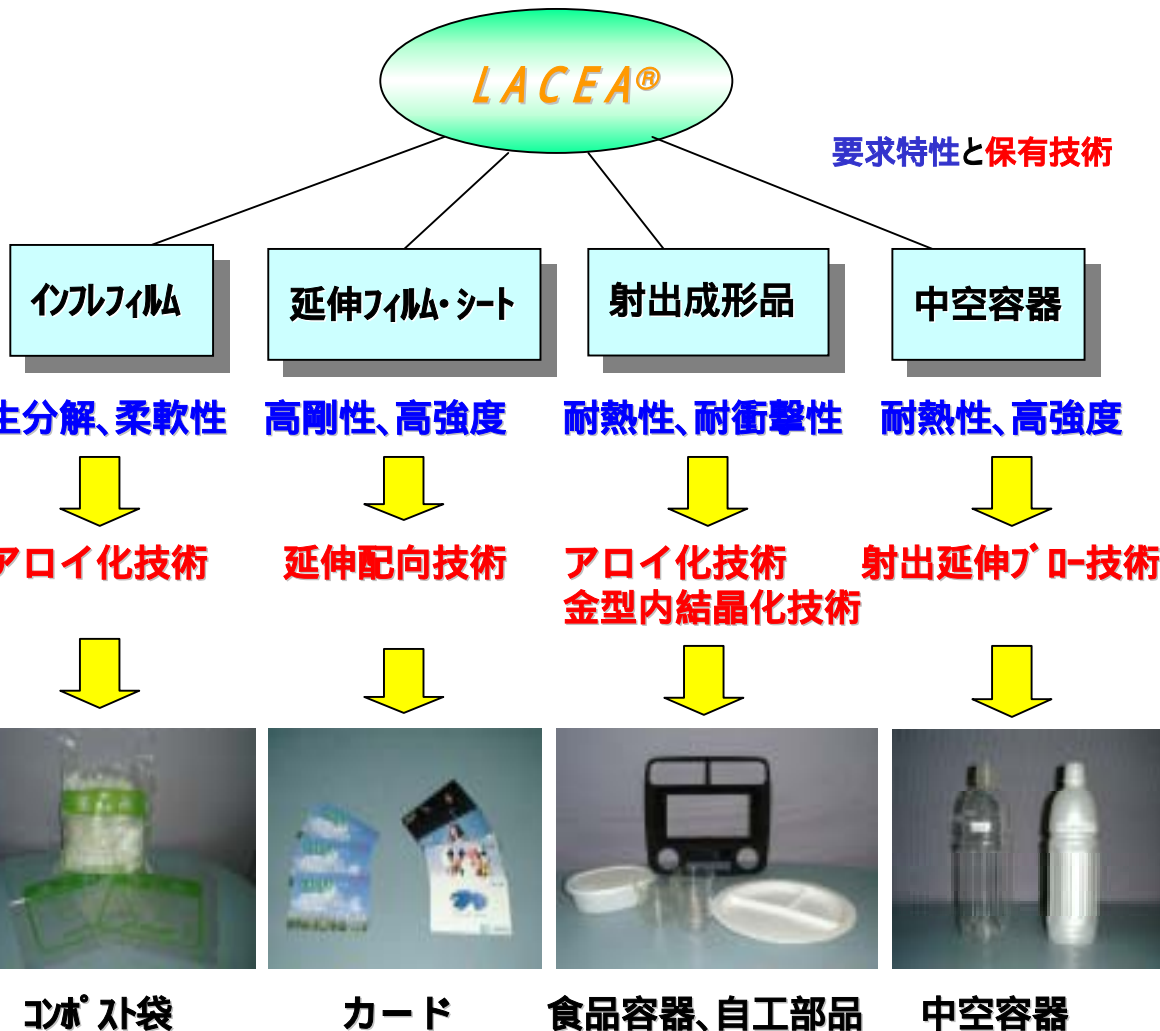 LACEA®
要求特性と保有技術
インフレフィルム
延伸フィルム・シート
射出成形品
中空容器
生分解、柔軟性
高剛性、高強度
耐熱性、耐衝撃性
耐熱性、高強度
アロイ化技術
延伸配向技術
アロイ化技術
金型内結晶化技術
射出延伸ブロー技術
コンポスト袋
カード
食品容器、自工部品
中空容器